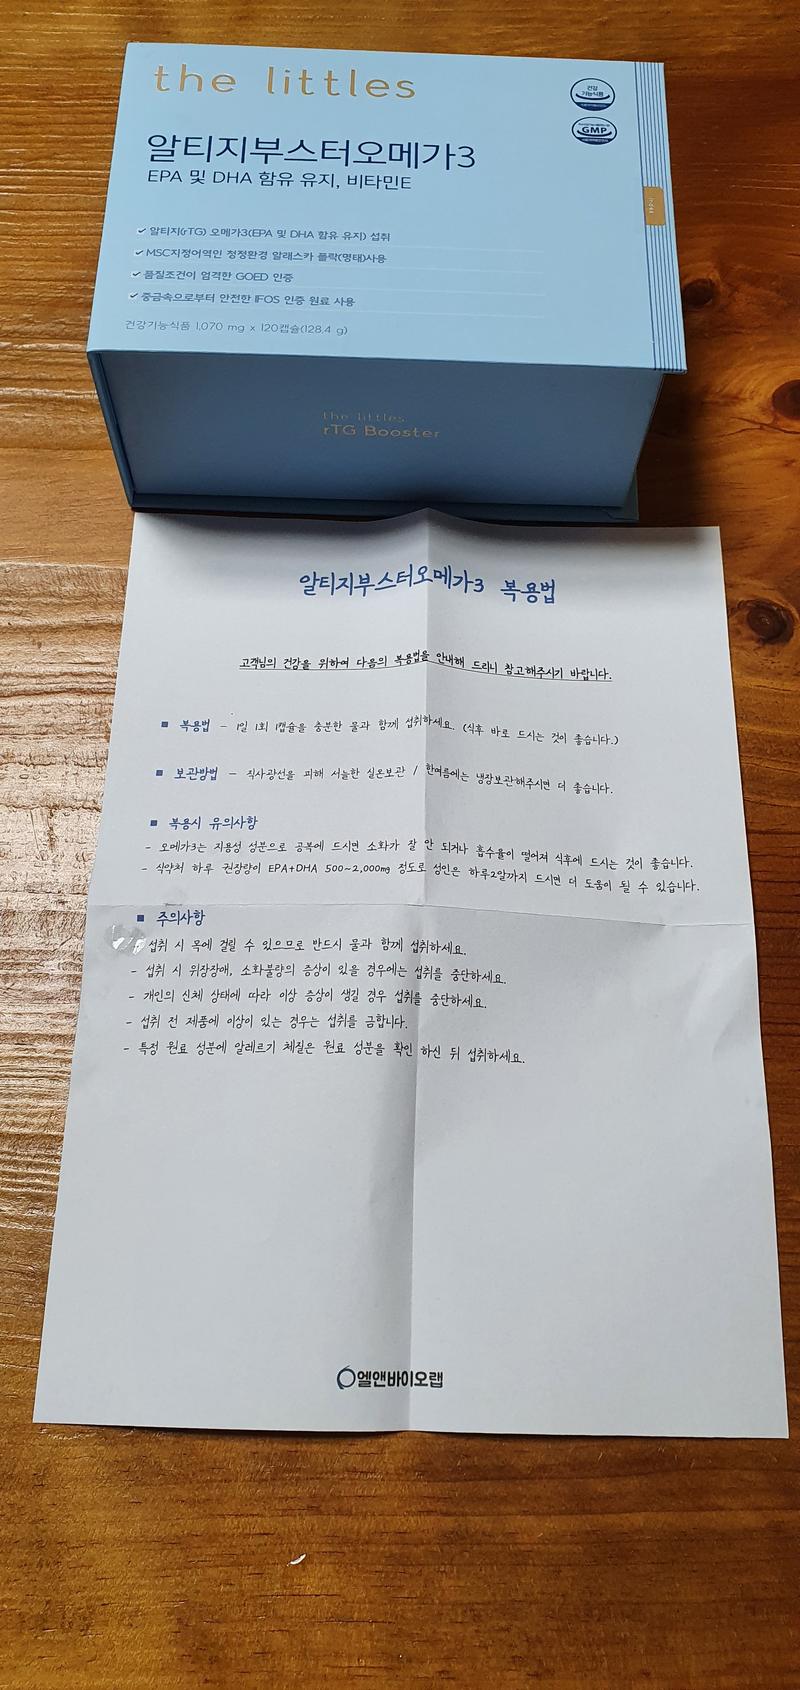 the littles
알티지부스터오메가3
EPA 및 DHA 함유 유지, 비타민E
건강
기능식품
GMP
index
✓ 알티지(rTG) 오메가3(EPA 및 DHA 함유 유지) 섭취
✓ MSC지정어역인 청정환경 알래스카 폴락(명태)사용
✓ 품질조건이 엄격한 GOED 인증
✓ 중금속으로부터 안전한 IFOS 인증 원료 사용
건강기능식품 1,070 mg x 120캡슐(128.4 g)
the littles
rTG Booster
알티지부스터오메가3 복용법
고객님의 건강을 위하여 다음의 복용법을 안내해 드리니 참고해주시기 바랍니다.
■ 복용법 - 1일 1회 1캡슐을 충분한 물과 함께 섭취하세요. (식후 바로 드시는 것이 좋습니다.)
■ 보관방법 - 직사광선을 피해 서늘한 실온보관 / 한여름에는 냉장보관해주시면 더 좋습니다.
■ 복용시 유의사항
- 오메가3는 지용성 성분으로 공복에 드시면 소화가 잘 안 되거나 흡수율이 떨어져 식후에 드시는 것이 좋습니다.
- 식약처 하루 권장량이 EPA+DHA 500~2,000mg 정도로 성인은 하루2알까지 드시면 더 도움이 될 수 있습니다.
■ 주의사항
- 섭취 시 목에 걸릴 수 있으므로 반드시 물과 함께 섭취하세요.
- 섭취 시 위장장애, 소화불량의 증상이 있을 경우에는 섭취를 중단하세요.
- 개인의 신체 상태에 따라 이상 증상이 생길 경우 섭취를 중단하세요.
- 섭취 전 제품에 이상이 있는 경우는 섭취를 금합니다.
- 특정 원료 성분에 알레르기 체질은 원료 성분을 확인 하신 뒤 섭취하세요.
엘앤바이오랩